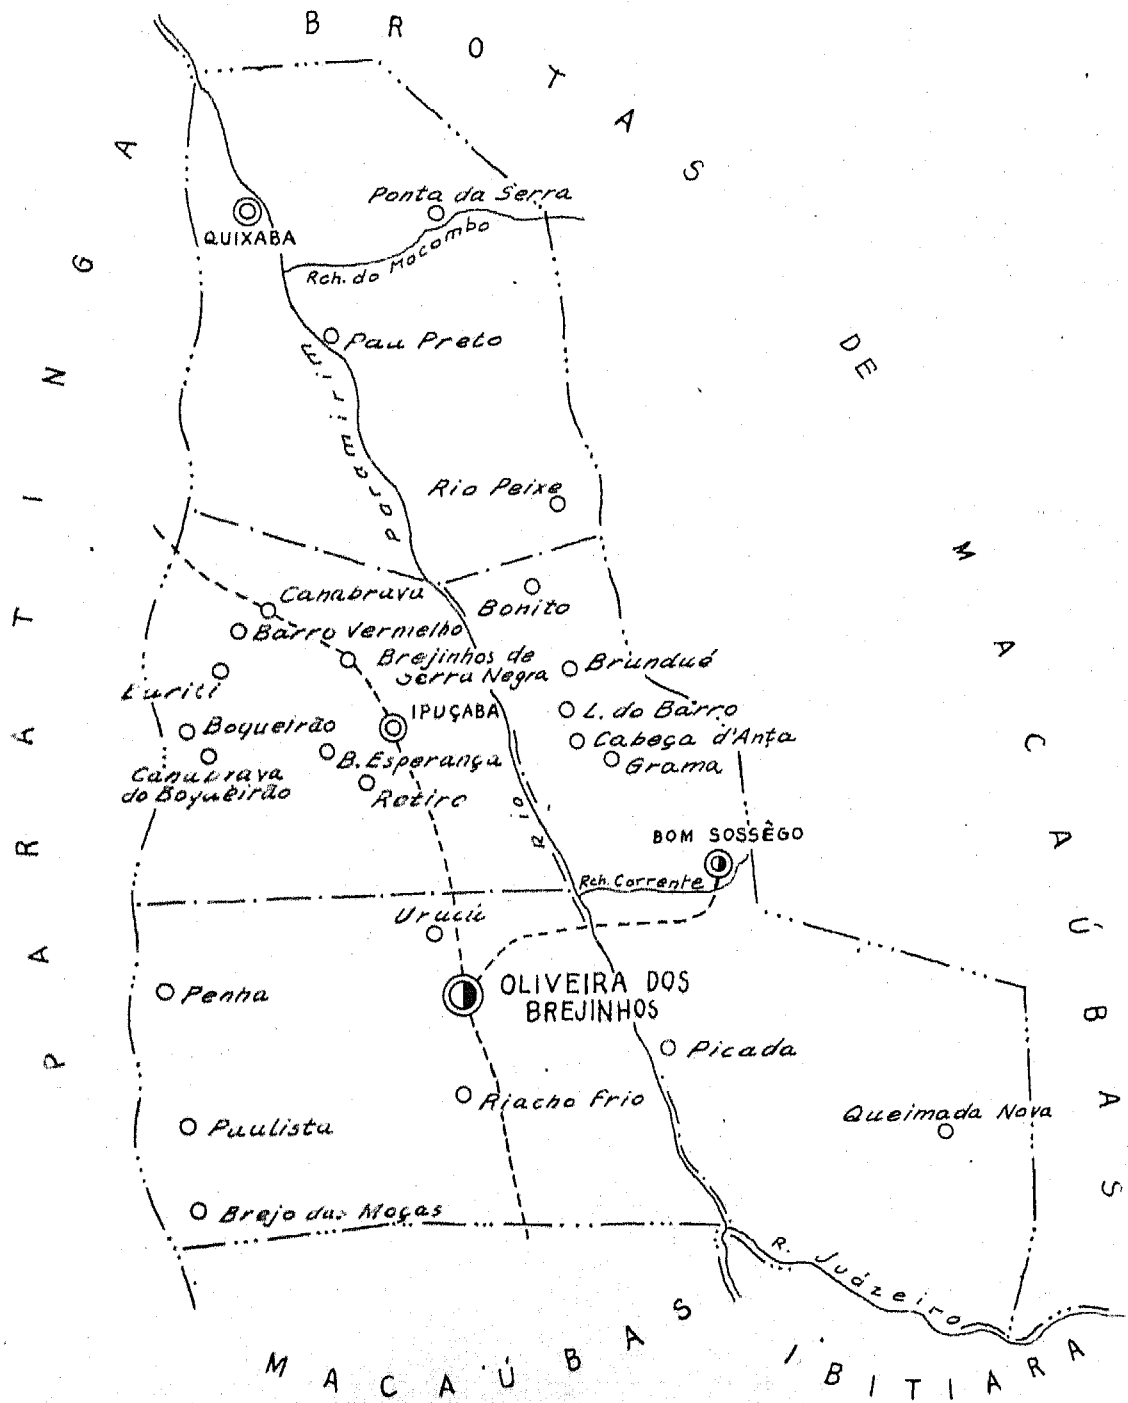 BROTAS
DE
MACAÚBAS
PARATINGA
Ponta da Serra
QUIXABA
Rch. do Mocambo
Pau Preto
Paramirim
Rio Peixe
Canabrava
Bonito
Barro Vermelho
Brejinhos de
Serra Negra
Brundué
Buriti
IPUÇABA
L. do Barro
Boqueirão
Cabeça d'Anta
B. Esperança
Grama
Canabrava
do Boqueirão
Retiro
Rio
BOM SOSSÊGO
Rch. Corrente
Urucú
Penha
OLIVEIRA DOS
BREJINHOS
Picada
Riacho Frio
Queimada Nova
Paulista
Brejo das Moças
R. Juázeiro
MACAÚBAS
IBITIARA